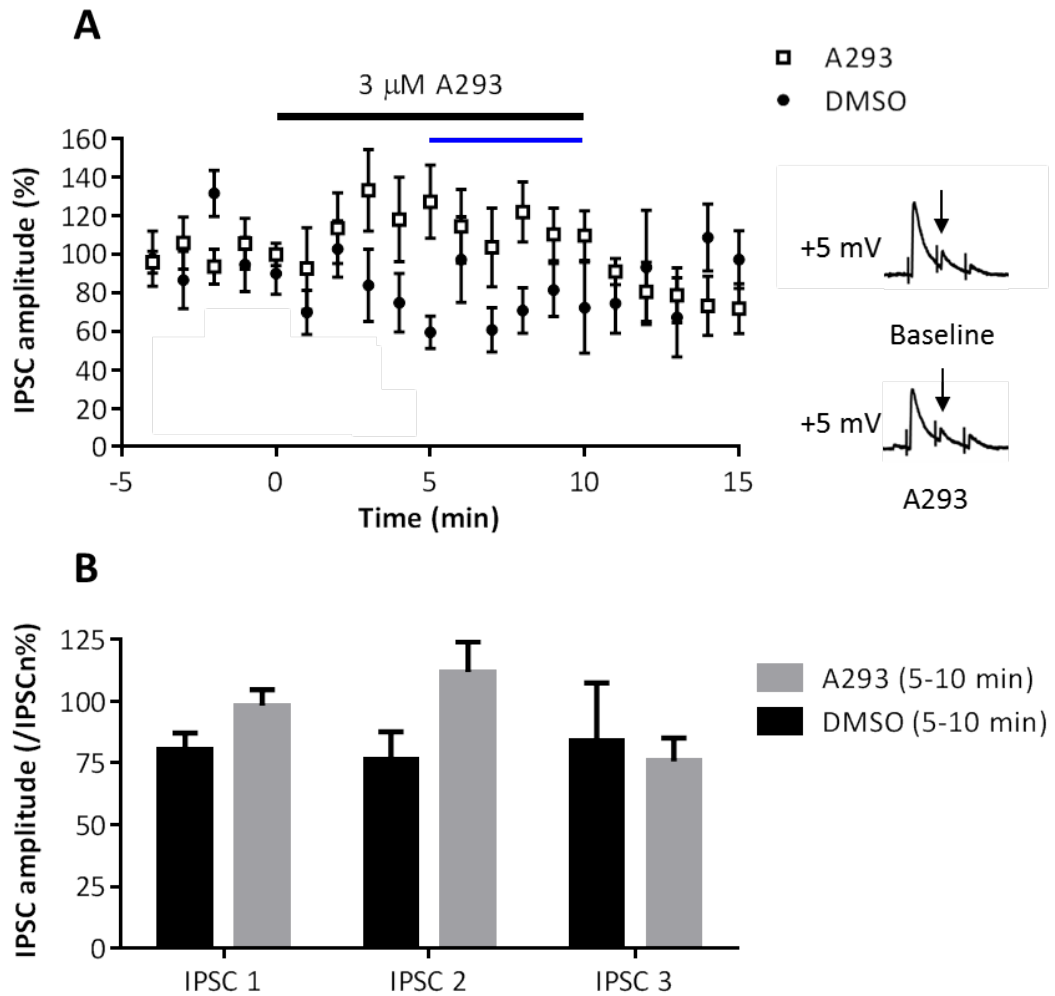 A
3 μM A293
A293
DMSO
IPSC amplitude (%)
160
140
120
100
80
60
40
20
0
-5
0
5
10
15
Time (min)
+5 mV
Baseline
+5 mV
A293
B
IPSC amplitude (/IPSCn%)
125
100
75
50
25
0
IPSC 1
IPSC 2
IPSC 3
A293 (5-10 min)
DMSO (5-10 min)